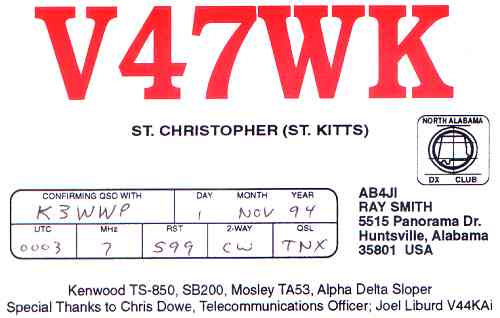 V47WK
ST. CHRISTOPHER (ST. KITTS)
NORTH ALABAMA
DX CLUB
CONFIRMING QSO WITH DAY MONTH YEAR
K3WWP 1 NOV 94
UTC MHz RST 2-WAY QSL
0003 7 599 CW TNX
AB4JI
RAY SMITH
5515 Panorama Dr.
Huntsville, Alabama
35801 USA
Kenwood TS-850, SB200, Mosley TA53, Alpha Delta Sloper
Special Thanks to Chris Dowe, Telecommunications Officer; Joel Liburd V44KAi